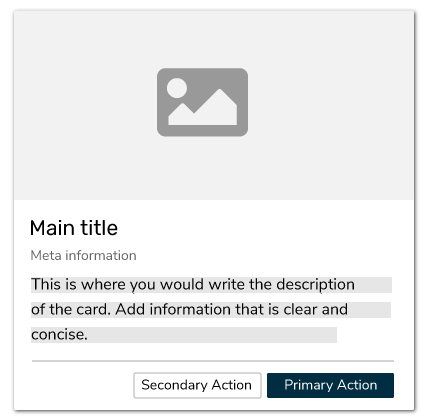 Main title
Meta information
This is where you would write the description
of the card. Add information that is clear and
concise.
Secondary Action
Primary Action